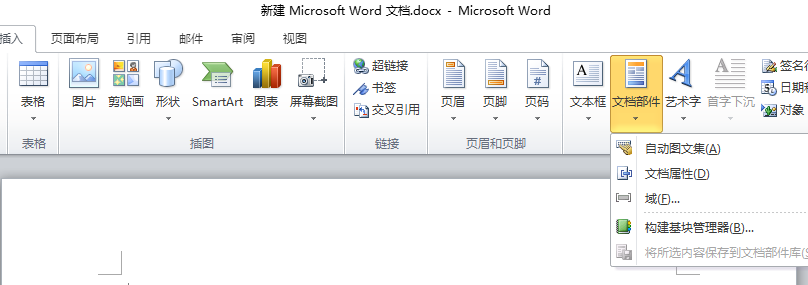 新建 Microsoft Word 文档.docx - Microsoft Word
插入 页面布局 引用 邮件 审阅 视图
表格 图片 剪贴画 形状 SmartArt 图表 屏幕截图 超链接 书签 交叉引用 页眉 页脚 页码 文本框 文档部件 艺术字 首字下沉 签名行 日期和 对象
表格 插图 链接 页眉和页脚
自动图文集(A)
文档属性(D)
域(F)...
构建基块管理器(B)...
将所选内容保存到文档部件库(S